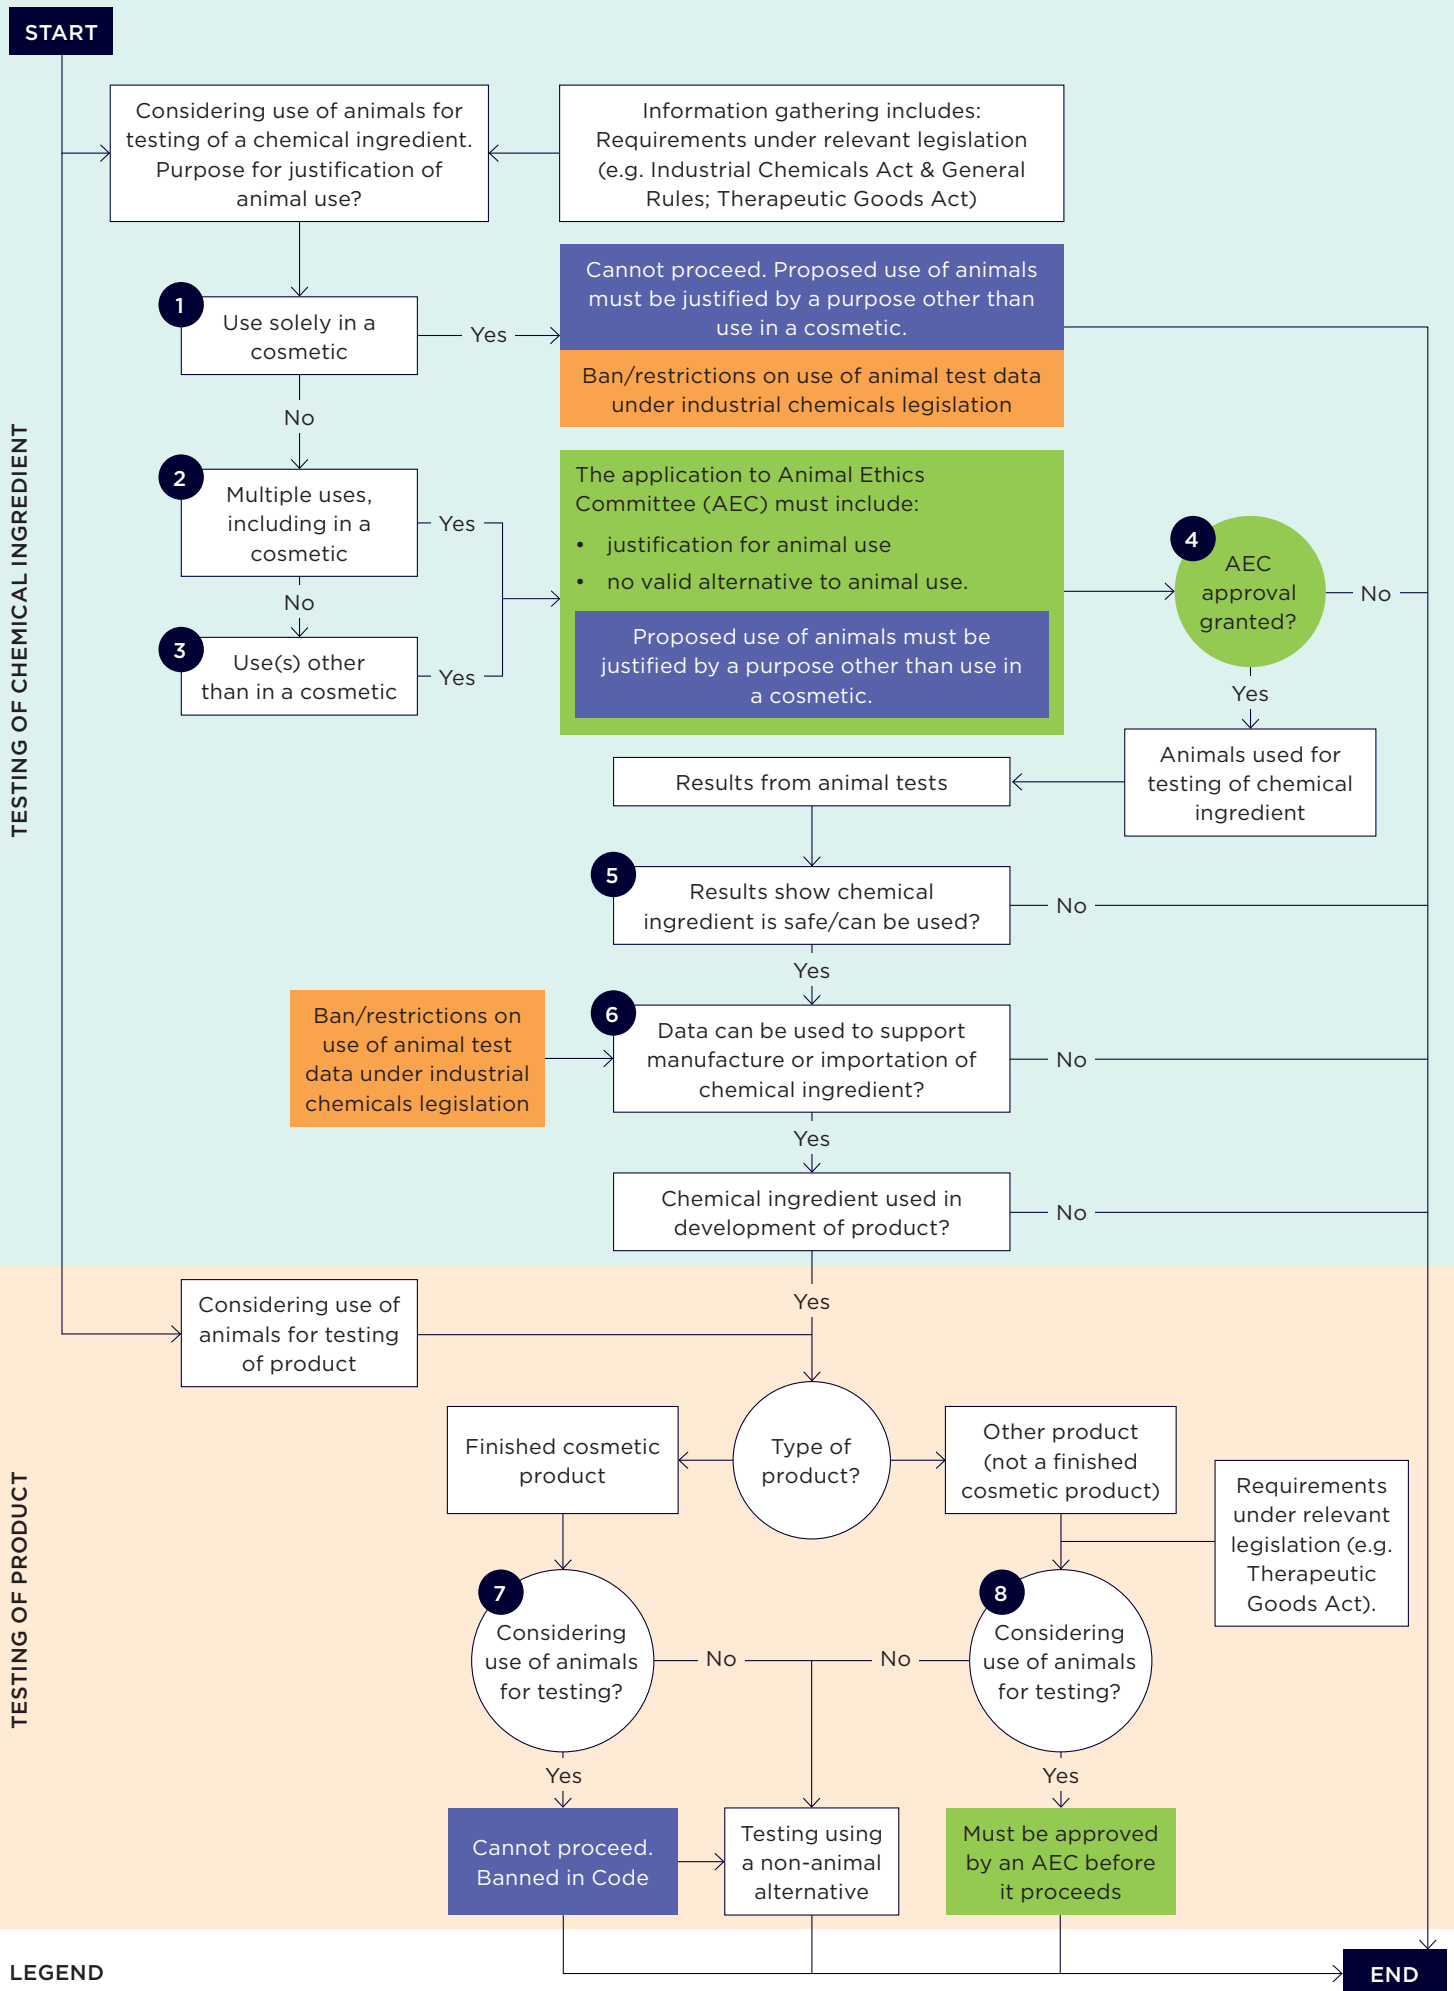 START
Considering use of animals for
testing of a chemical ingredient.
Purpose for justification of
animal use?
Information gathering includes:
Requirements under relevant legislation
(e.g. Industrial Chemicals Act & General
Rules; Therapeutic Goods Act)
TESTING OF CHEMICAL INGREDIENT
1
Use solely in a
cosmetic
Yes
Cannot proceed. Proposed use of animals
must be justified by a purpose other than
use in a cosmetic.
Ban/restrictions on use of animal test data
under industrial chemicals legislation
No
2
Multiple uses,
including in a
cosmetic
Yes
No
3
Use(s) other
than in a cosmetic
Yes
The application to Animal Ethics
Committee (AEC) must include:
• justification for animal use
• no valid alternative to animal use.
Proposed use of animals must be
justified by a purpose other than use in
a cosmetic.
4
AEC
approval
granted?
No
Yes
Animals used for
testing of chemical
ingredient
Results from animal tests
5
Results show chemical
ingredient is safe/can be used?
No
Yes
Ban/restrictions on
use of animal test
data under industrial
chemicals legislation
6
Data can be used to support
manufacture or importation of
chemical ingredient?
No
Yes
Chemical ingredient used in
development of product?
No
Yes
TESTING OF PRODUCT
Considering use of
animals for testing
of product
Type of
product?
Finished cosmetic
product
Other product
(not a finished
cosmetic product)
Requirements
under relevant
legislation (e.g.
Therapeutic
Goods Act).
7
Considering
use of animals
for testing?
No
No
8
Considering
use of animals
for testing?
Yes
Yes
Cannot proceed.
Banned in Code
Testing using
a non-animal
alternative
Must be approved
by an AEC before
it proceeds
LEGEND
END